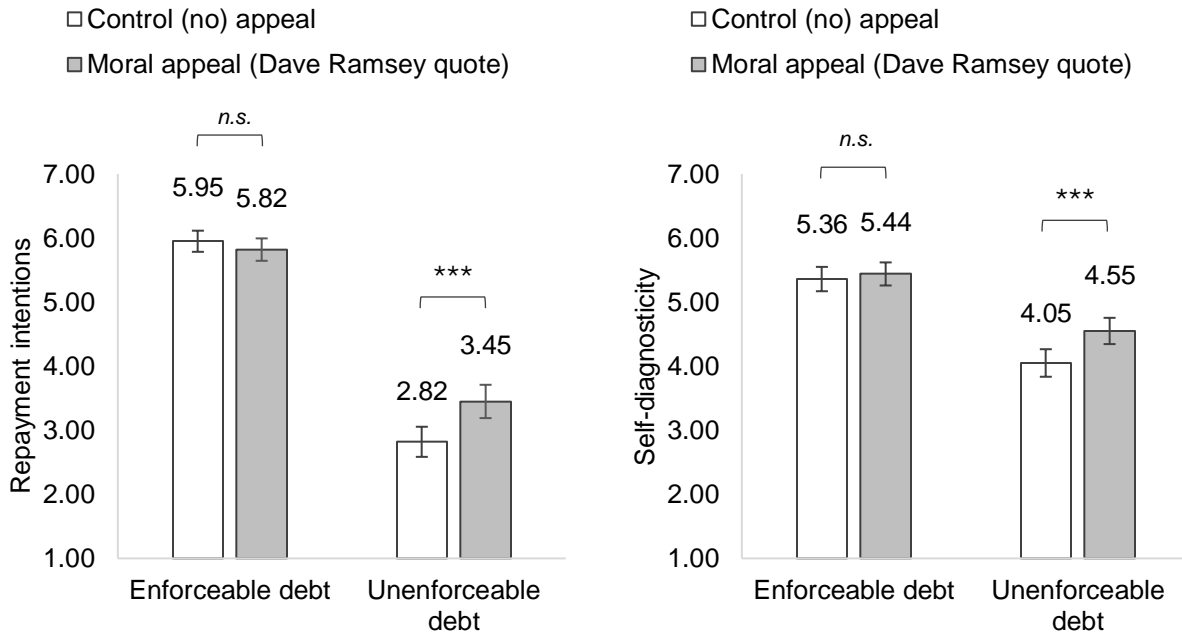 Control (no) appeal
Moral appeal (Dave Ramsey quote)
n.s.
7.00
6.00
5.00
4.00
3.00
2.00
1.00
Repayment intentions
5.95
5.82
***
2.82
3.45
Enforceable debt
Unenforceable
debt
Control (no) appeal
Moral appeal (Dave Ramsey quote)
n.s.
7.00
6.00
5.00
4.00
3.00
2.00
1.00
Self-diagnosticity
5.36
5.44
***
4.05
4.55
Enforceable debt
Unenforceable
debt